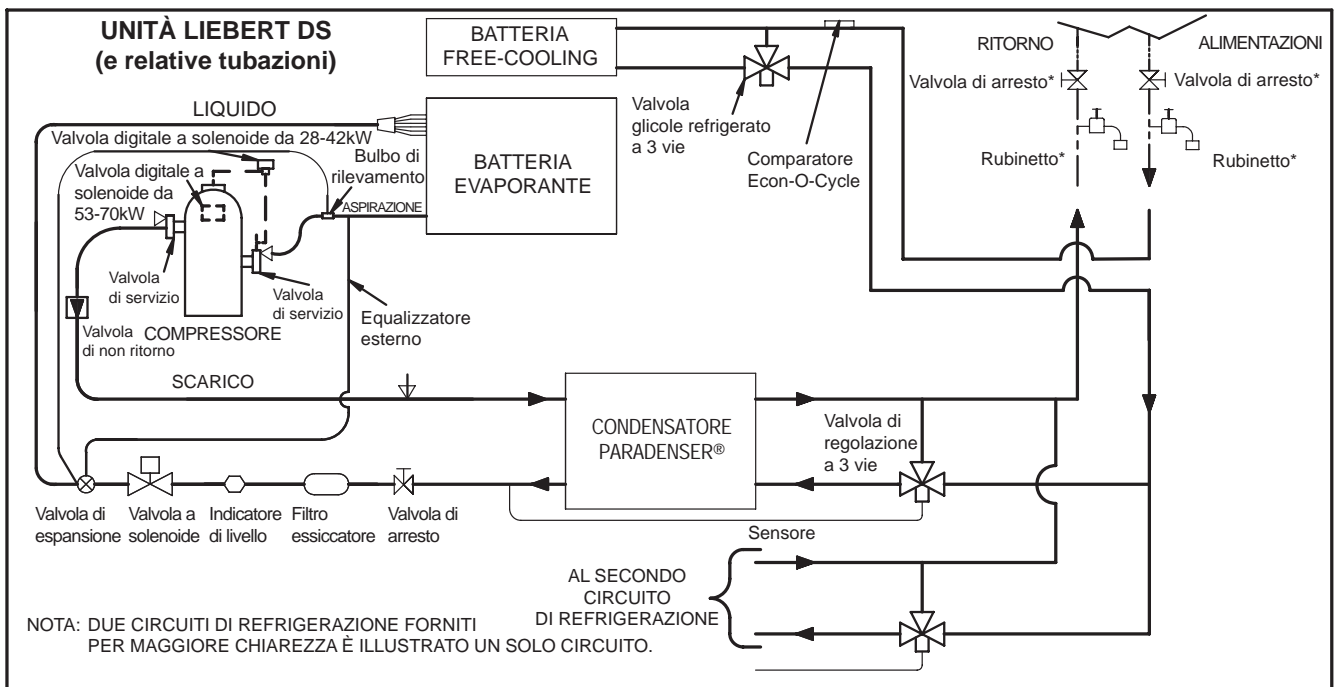 UNITÀ LIEBERT DS
(e relative tubazioni)
BATTERIA
FREE-COOLING
RITORNO
ALIMENTAZIONI
Valvola di arresto*
Valvola di arresto*
Rubinetto*
Rubinetto*
Valvola
glicole refrigerato
a 3 vie
Comparatore
Econ-O-Cycle
LIQUIDO
Valvola digitale a solenoide da 28-42kW
Valvola digitale a
solenoide da
53-70kW
Bulbo di
rilevamento
ASPIRAZIONE
BATTERIA
EVAPORANTE
Valvola
di servizio
Valvola
di servizio
Valvola
di non ritorno
COMPRESSORE
Equalizzatore
esterno
SCARICO
CONDENSATORE
PARADENSER®
Valvola di
regolazione
a 3 vie
Valvola di
espansione
Valvola a
solenoide
Indicatore
di livello
Filtro
essiccatore
Valvola di
arresto
Sensore
AL SECONDO
CIRCUITO
DI REFRIGERAZIONE
NOTA: DUE CIRCUITI DI REFRIGERAZIONE FORNITI
PER MAGGIORE CHIAREZZA È ILLUSTRATO UN SOLO CIRCUITO.